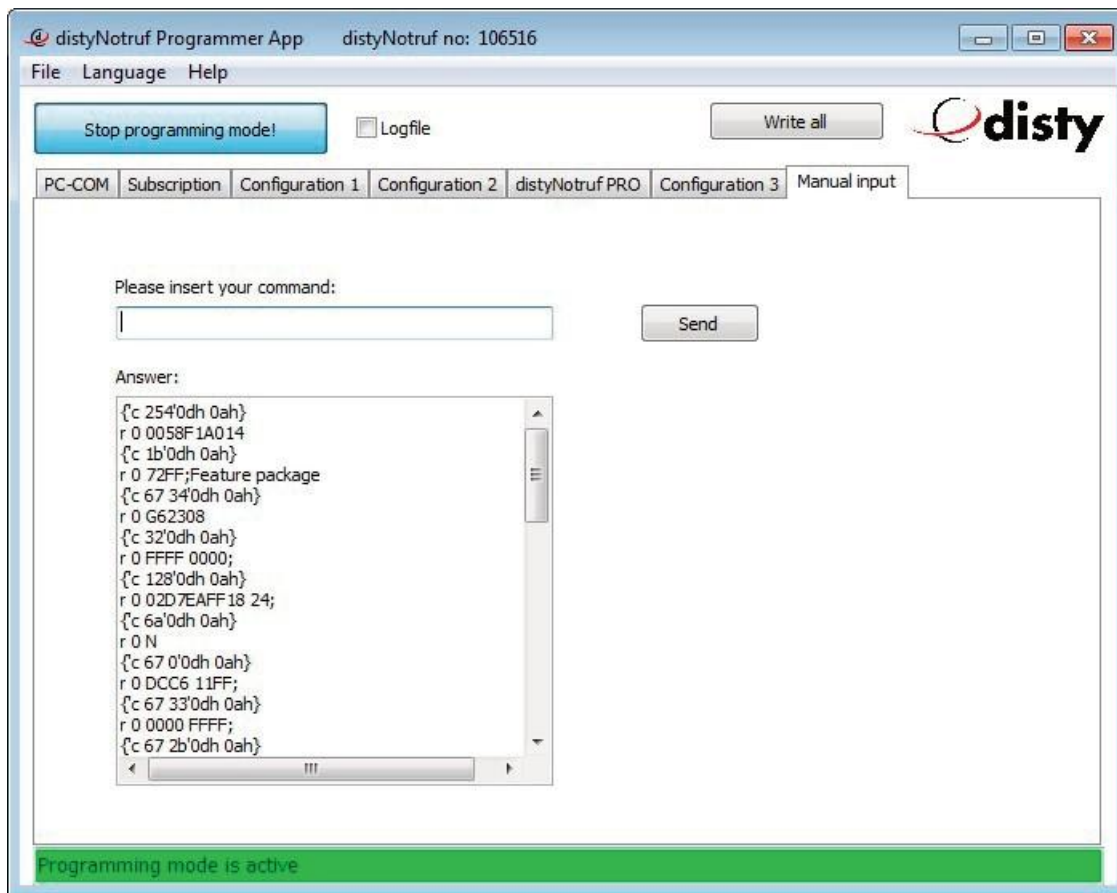 distyNotruf Programmer App distyNotruf no: 106516
File Language Help
Stop programming mode! Logfile Write all disty
PC-COM Subscription Configuration 1 Configuration 2 distyNotruf PRO Configuration 3 Manual input
Please insert your command:
Send
Answer:
{'c 254'0dh 0ah}
r 0 0058F1A014
{'c 1b'0dh 0ah}
r 0 72FF;Feature package
{'c 67 34'0dh 0ah}
r 0 G62308
{'c 32'0dh 0ah}
r 0 FFFF 0000;
{'c 128'0dh 0ah}
r 0 02D7EAFF18 24;
{'c 6a'0dh 0ah}
r 0 N
{'c 67 0'0dh 0ah}
r 0 DCC6 11FF;
{'c 67 33'0dh 0ah}
r 0 0000 FFFF;
{'c 67 2b'0dh 0ah}
Programming mode is active